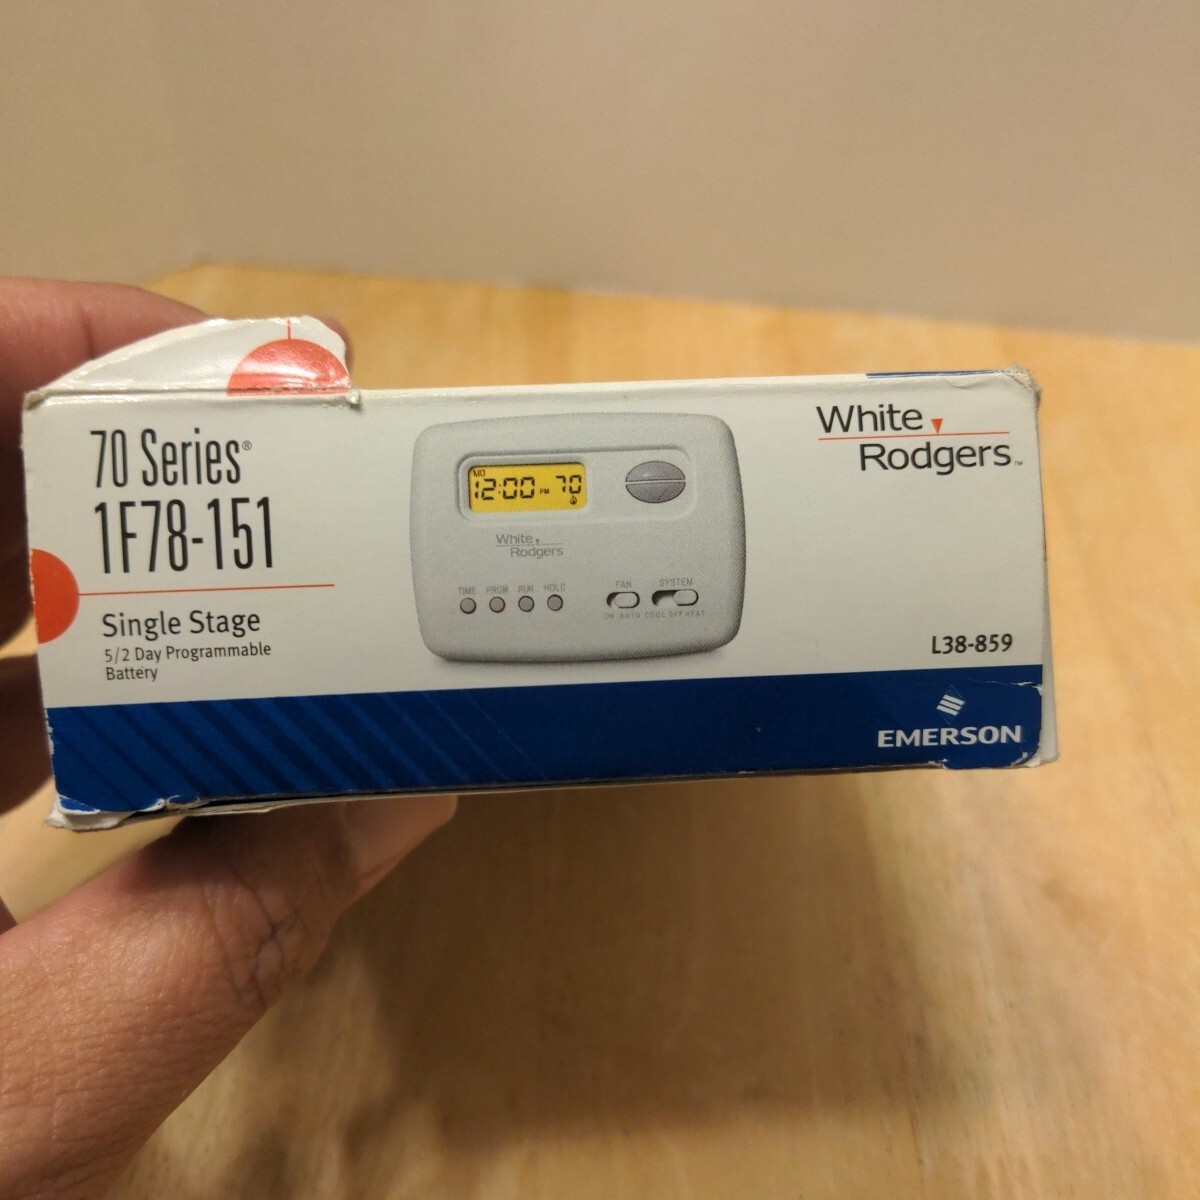 70 Series®
1F78-151
Single Stage
5/2 Day Programmable
Battery
MO
12:00 PM 70
White
Rodgers
TIME PRGM RUN HOLD
FAN SYSTEM
ON AUTO COOL OFF HEAT
White
Rodgers™
L38-859
EMERSON